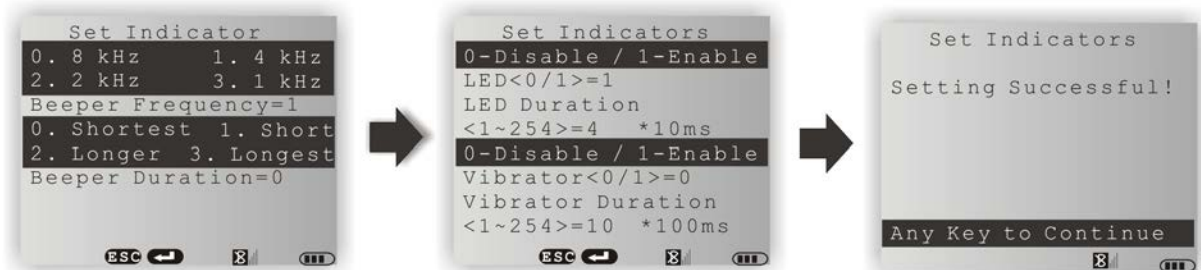 Set Indicator
0. 8 kHz 1. 4 kHz
2. 2 kHz 3. 1 kHz
Beeper Frequency=1
0. Shortest 1. Short
2. Longer 3. Longest
Beeper Duration=0
ESC
Set Indicators
0-Disable / 1-Enable
LED<0/1>=1
LED Duration
<1~254>=4 *10ms
0-Disable / 1-Enable
Vibrator<0/1>=0
Vibrator Duration
<1~254>=10 *100ms
ESC
Set Indicators
Setting Successful!
Any Key to Continue